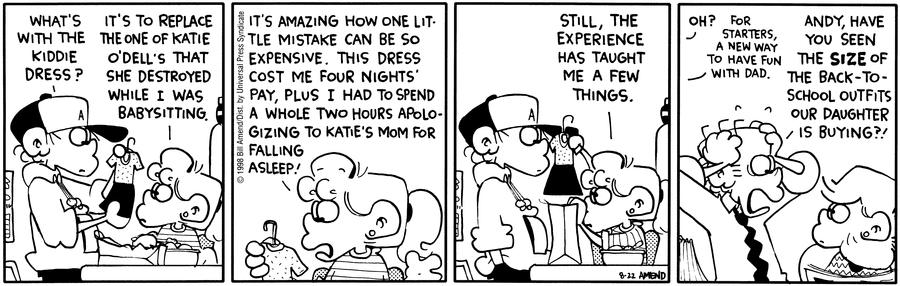 WHAT'S
WITH THE
KIDDIE
DRESS?
IT'S TO REPLACE
THE ONE OF KATIE
O'DELL'S THAT
SHE DESTROYED
WHILE I WAS
BABYSITTING.
A
© 1998 Bill Amend/Dist. by Universal Press Syndicate
IT'S AMAZING HOW ONE LIT-
TLE MISTAKE CAN BE SO
EXPENSIVE. THIS DRESS
COST ME FOUR NIGHTS'
PAY, PLUS I HAD TO SPEND
A WHOLE TWO HOURS APOLO-
GIZING TO KATIE'S MOM FOR
FALLING
ASLEEP!
STILL, THE
EXPERIENCE
HAS TAUGHT
ME A FEW
THINGS.
A
8-22 AMEND
OH?
FOR
STARTERS,
A NEW WAY
TO HAVE FUN
WITH DAD.
ANDY, HAVE
YOU SEEN
THE SIZE OF
THE BACK-TO-
SCHOOL OUTFITS
OUR DAUGHTER
IS BUYING?!